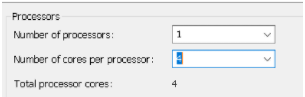 Processors
Number of processors: 1
Number of cores per processor: 4
Total processor cores: 4